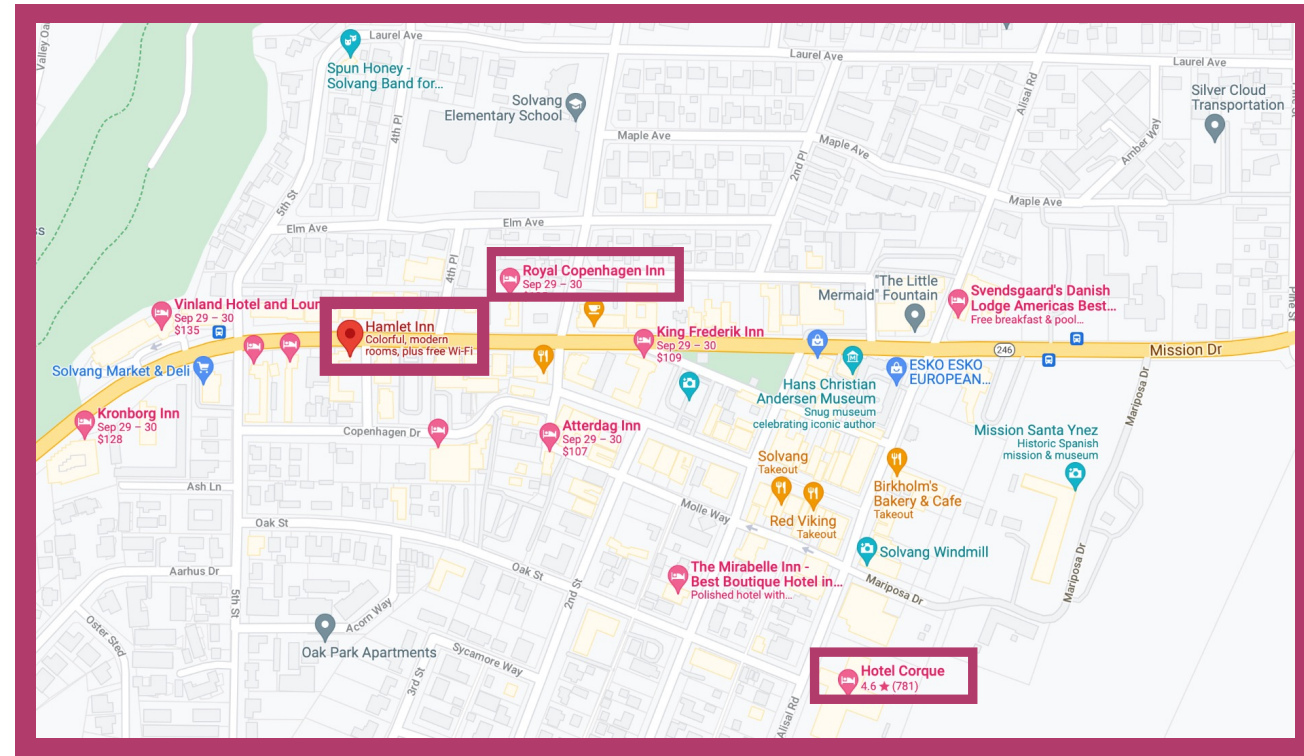 Laurel Ave
Valley Oa
Spun Honey -
Solvang Band for...
Laurel Ave
Laurel Ave
Alisal Rd
Silver Cloud
Transportation
Solvang
Elementary School
4th Pl
Maple Ave
Maple Ave
Amber Way
2nd Pl
5th St
Maple Ave
Elm Ave
Elm Ave
4th Pl
Royal Copenhagen Inn
Sep 29 – 30
"The Little
Mermaid" Fountain
Svendsgaard's Danish
Lodge Americas Best...
Free breakfast & pool...
Pine St
Vinland Hotel and Lour
Sep 29 – 30
$135
Hamlet Inn
Colorful, modern
rooms, plus free Wi-Fi
King Frederik Inn
Sep 29 – 30
$109
246
Mission Dr
Solvang Market & Deli
ESKO ESKO
EUROPEAN...
Hans Christian
Andersen Museum
Snug museum
celebrating iconic author
Mariposa Dr
Kronborg Inn
Sep 29 – 30
$128
Copenhagen Dr
Atterdag Inn
Sep 29 – 30
$107
Mission Santa Ynez
Historic Spanish
mission & museum
Solvang
Takeout
Birkholm's
Bakery & Cafe
Takeout
Ash Ln
Molle Way
Red Viking
Takeout
Oak St
Solvang Windmill
Oak St
The Mirabelle Inn -
Best Boutique Hotel in...
Polished hotel with...
Mariposa Dr
Mariposa Dr
Aarhus Dr
5th St
Acorn Way
2nd St
Oster Sted
Oak Park Apartments
Sycamore Way
3rd St
Hotel Corque
4.6 ★ (781)
Alisal Rd